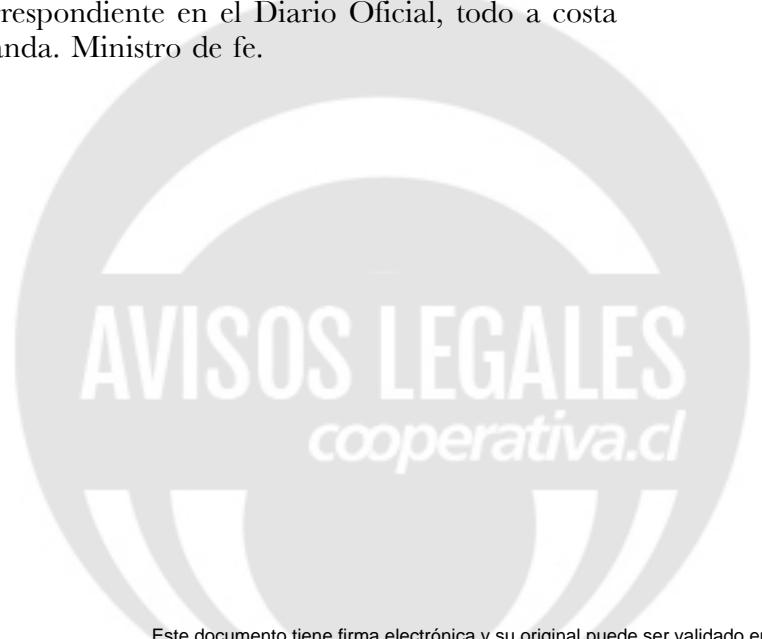 rrespondiente en el Diario Oficial, todo a costa
anda. Ministro de fe.
AVISOS LEGALES
cooperativa.cl
Este documento tiene firma electrónica y su original puede ser validado en